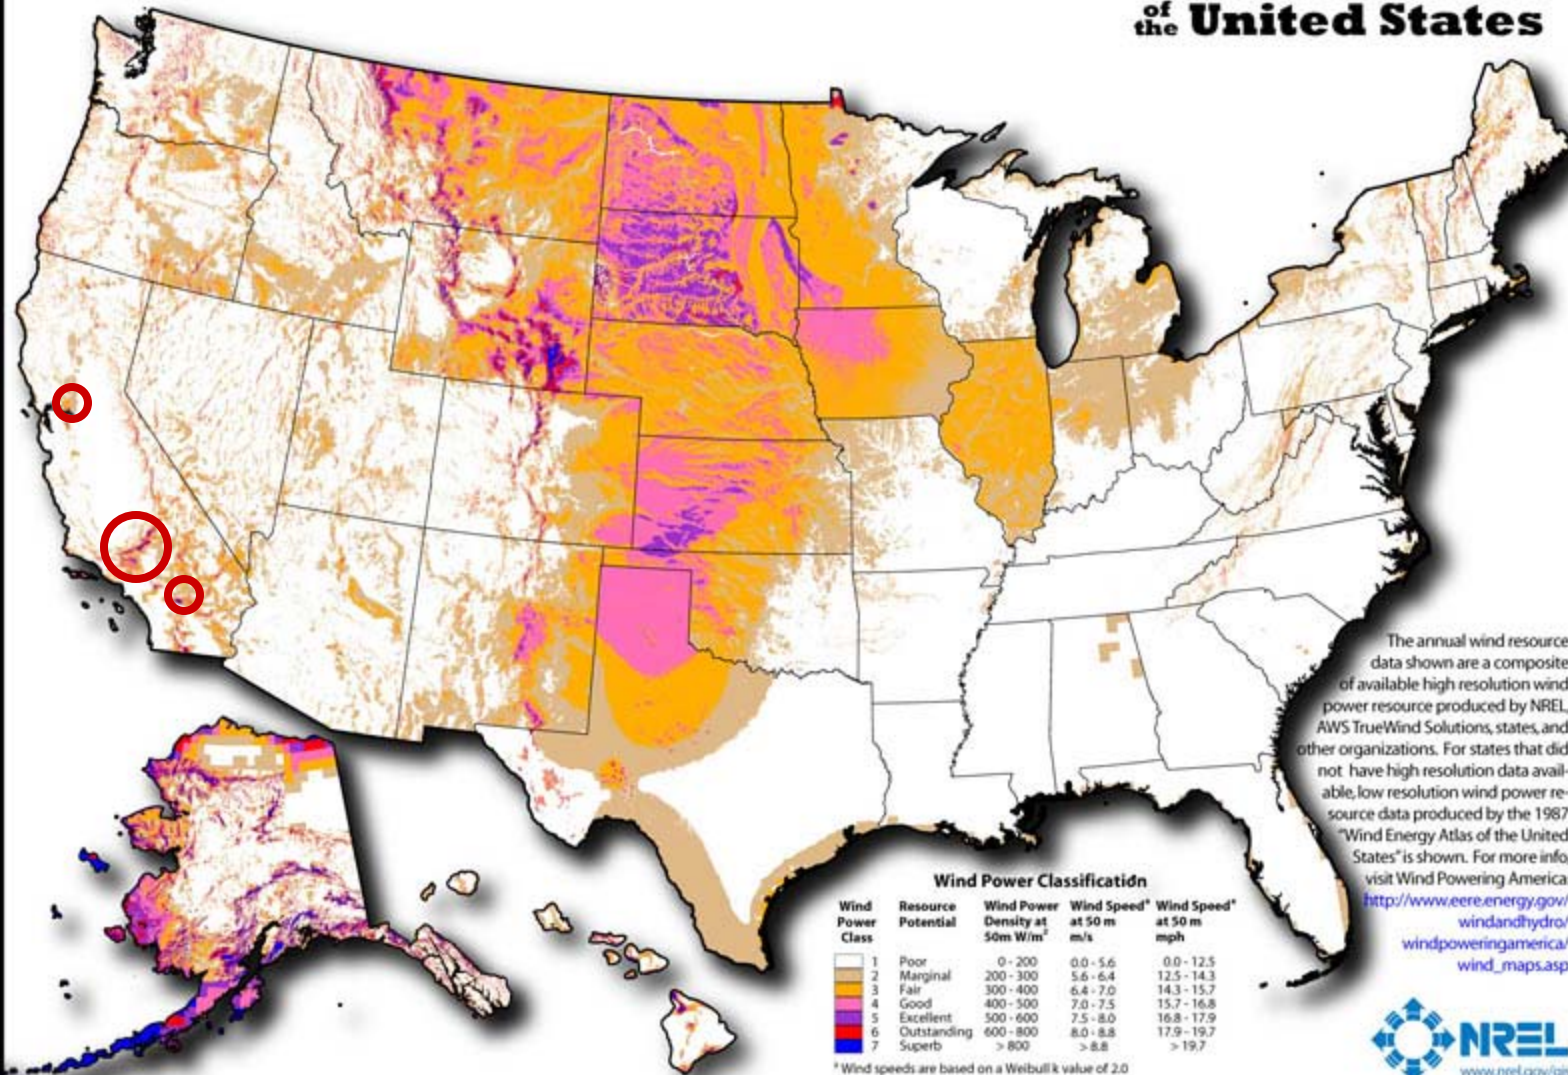 of
the United States
The annual wind resource
data shown are a composite
of available high resolution wind
power resource produced by NREL,
AWS TrueWind Solutions, states, and
other organizations. For states that did
not have high resolution data avail-
able, low resolution wind power re-
source data produced by the 1987
"Wind Energy Atlas of the United
States" is shown. For more info
visit Wind Powering America
http://www.eere.energy.gov/
windandhydro/
windpoweringamerica/
wind_maps.asp
Wind Power Classification
Wind Resource Wind Power Wind Speed* Wind Speed*
Power Potential Density at at 50 m at 50 m
Class 50m W/m² m/s mph
1 Poor 0 - 200 0.0 - 5.6 0.0 - 12.5
2 Marginal 200 - 300 5.6 - 6.4 12.5 - 14.3
3 Fair 300 - 400 6.4 - 7.0 14.3 - 15.7
4 Good 400 - 500 7.0 - 7.5 15.7 - 16.8
5 Excellent 500 - 600 7.5 - 8.0 16.8 - 17.9
6 Outstanding 600 - 800 8.0 - 8.8 17.9 - 19.7
7 Superb > 800 > 8.8 > 19.7
* Wind speeds are based on a Weibull k value of 2.0
NREL